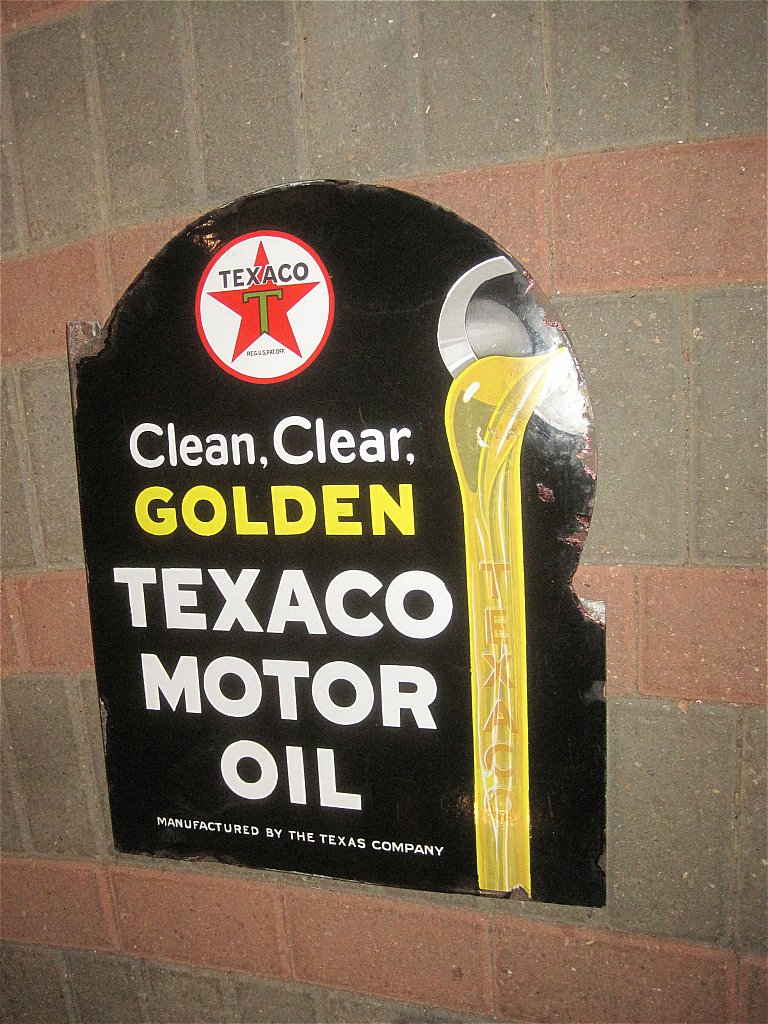 TEXACO
T
REG.U.S.PAT.OFF.
Clean, Clear,
GOLDEN
TEXACO
MOTOR
OIL
MANUFACTURED BY THE TEXAS COMPANY
TEXACO